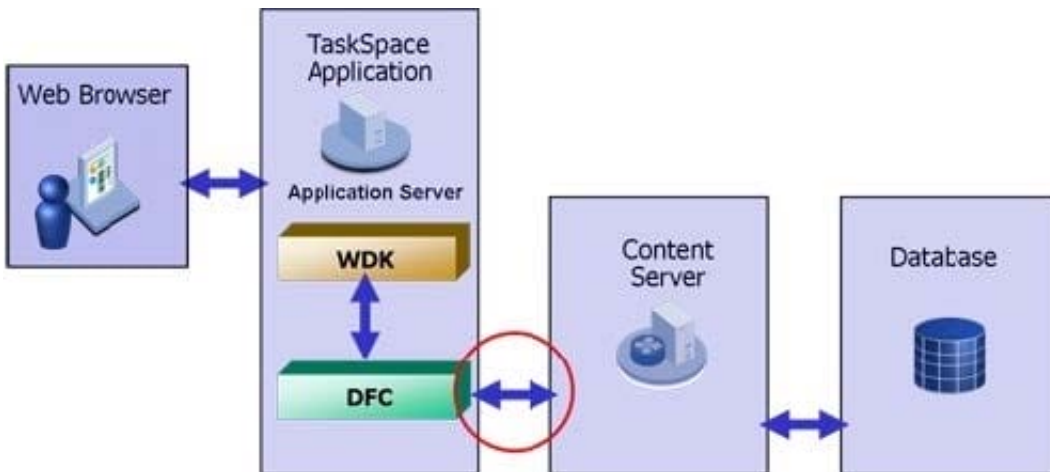 Web Browser
TaskSpace
Application
Application Server
WDK
DFC
Content
Server
Database